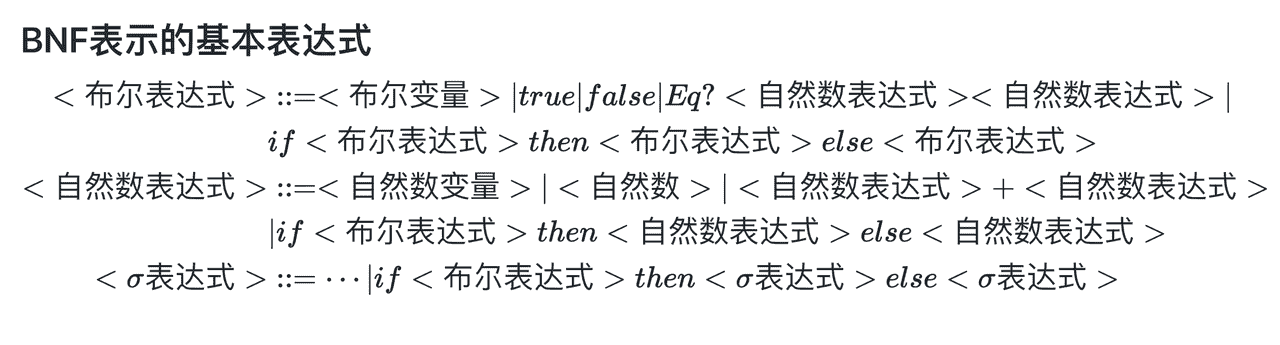 BNF表示的基本表达式
< 布尔表达式 > ::=< 布尔变量 > |true|false|Eq? < 自然数表达式 >< 自然数表达式 > |
if < 布尔表达式 > then < 布尔表达式 > else < 布尔表达式 >
< 自然数表达式 > ::=< 自然数变量 > | < 自然数 > | < 自然数表达式 > + < 自然数表达式 >
|if < 布尔表达式 > then < 自然数表达式 > else < 自然数表达式 >
< σ表达式 > ::= ⋯ |if < 布尔表达式 > then < σ表达式 > else < σ表达式 >